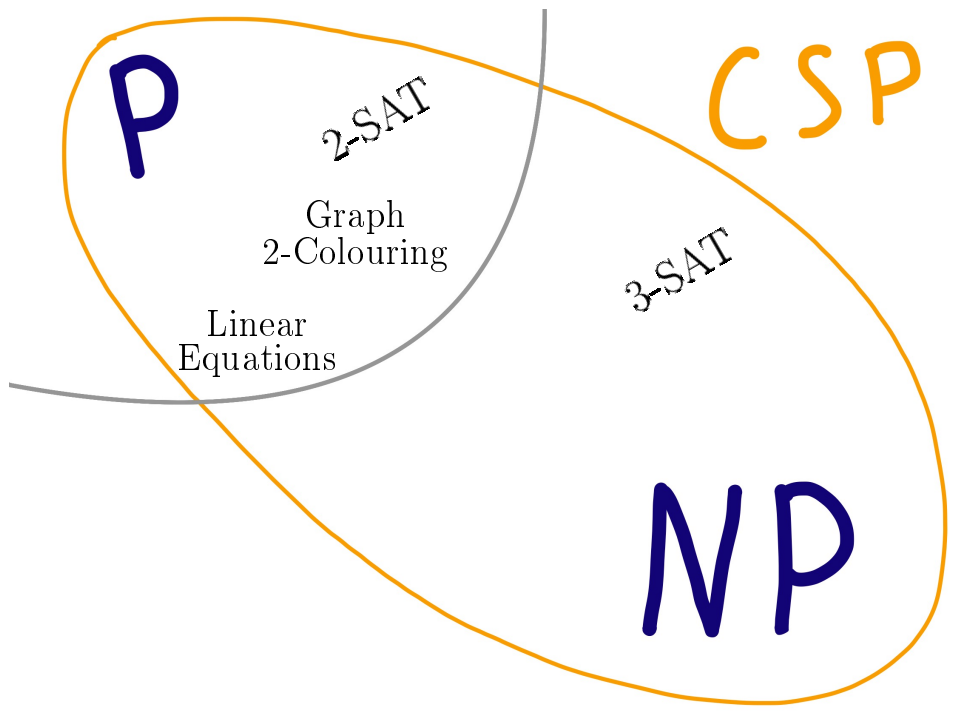 P
2-SAT
CSP
Graph
2-Colouring
3-SAT
Linear
Equations
NP